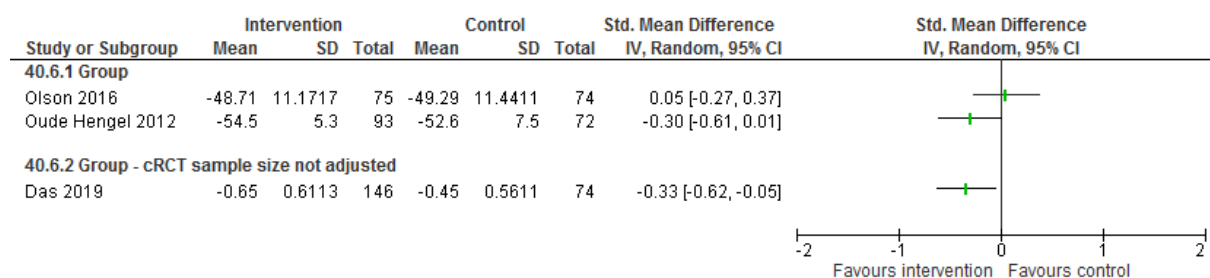 Intervention Control Std. Mean Difference Std. Mean Difference
Study or Subgroup Mean SD Total Mean SD Total IV, Random, 95% CI IV, Random, 95% CI
40.6.1 Group
Olson 2016 -48.71 11.1717 75 -49.29 11.4411 74 0.05 [-0.27, 0.37]
Oude Hengel 2012 -54.5 5.3 93 -52.6 7.5 72 -0.30 [-0.61, 0.01]
40.6.2 Group - cRCT sample size not adjusted
Das 2019 -0.65 0.6113 146 -0.45 0.5611 74 -0.33 [-0.62, -0.05]
-2 -1 0 1 2
Favours intervention Favours control